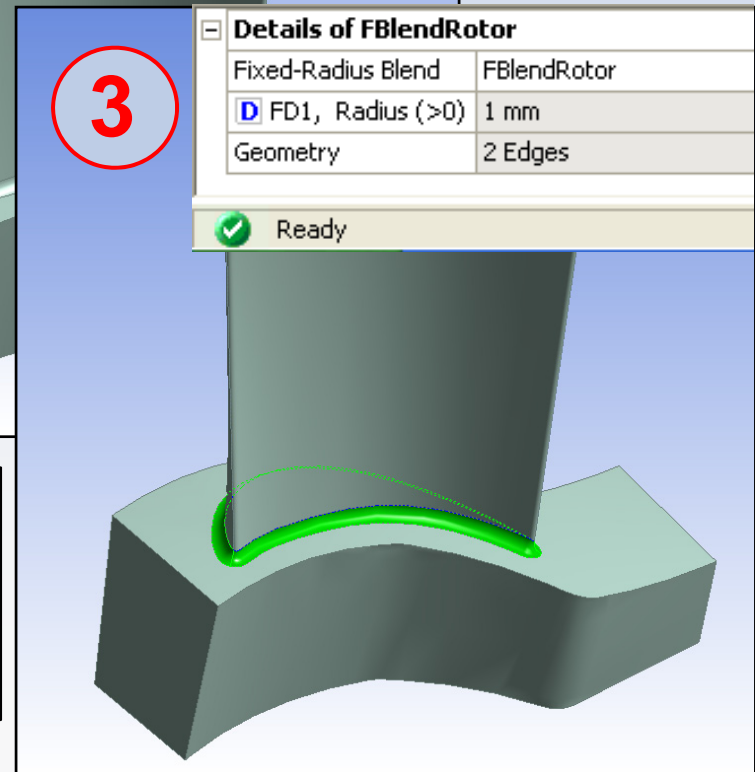 3
Details of FBlendRotor
Fixed-Radius Blend FBlendRotor
D FD1, Radius (>0) 1 mm
Geometry 2 Edges
Ready